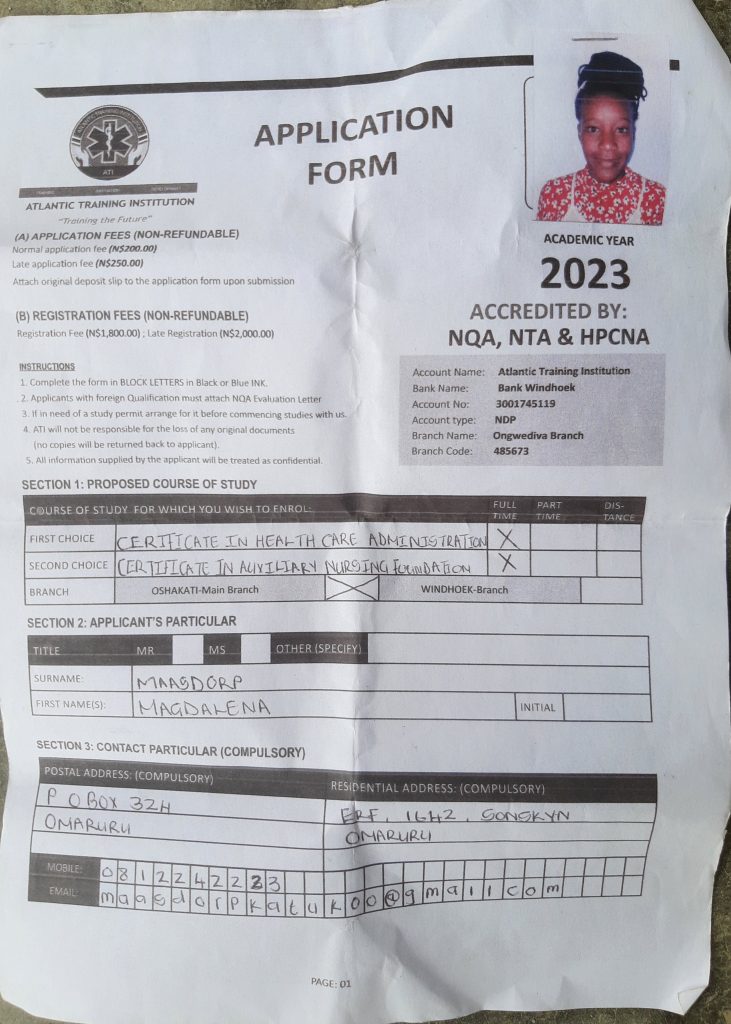 APPLICATION
FORM
ATI
ATLANTIC TRAINING INSTITUTION
"Training the Future"
(A) APPLICATION FEES (NON-REFUNDABLE)
Normal application fee (N$200.00)
Late application fee (N$250.00)
Attach original deposit slip to the application form upon submission
(B) REGISTRATION FEES (NON-REFUNDABLE)
Registration Fee (N$1,800.00) ; Late Registration (N$2,000.00)
ACADEMIC YEAR
2023
ACCREDITED BY:
NQA, NTA & HPCNA
INSTRUCTIONS
1. Complete the form in BLOCK LETTERS in Black or Blue INK.
2. Applicants with foreign Qualification must attach NQA Evaluation Letter
3. If in need of a study permit arrange for it before commencing studies with us.
4. ATI will not be responsible for the loss of any original documents
(no copies will be returned back to applicant).
5. All information supplied by the applicant will be treated as confidential.
Account Name: Atlantic Training Institution
Bank Name: Bank Windhoek
Account No: 3001745119
Account type: NDP
Branch Name: Ongwediva Branch
Branch Code: 485673
SECTION 1: PROPOSED COURSE OF STUDY
COURSE OF STUDY FOR WHICH YOU WISH TO ENROL: FULL TIME PART TIME DIS-TANCE
FIRST CHOICE CERIFICATE IN HEALTH CARE ADMINISTRATION X
SECOND CHOICE CERTIFICATE IN AUXILIARY NURSING FOUNDATION X
BRANCH OSHAKATI-Main Branch X WINDHOEK-Branch
SECTION 2: APPLICANT'S PARTICULAR
TITLE MR MS OTHER (SPECIFY)
SURNAME: MAASDORP
FIRST NAME(S): MAGDALENA INITIAL
SECTION 3: CONTACT PARTICULAR (COMPULSORY)
POSTAL ADDRESS: (COMPULSORY) RESIDENTIAL ADDRESS: (COMPULSORY)
P O BOX 324 ERF. 1642. SONSKYN
OMARURU OMARURU
MOBILE: 0812242233
EMAIL: maasdorpkatuk00@gmail.com
PAGE: 01